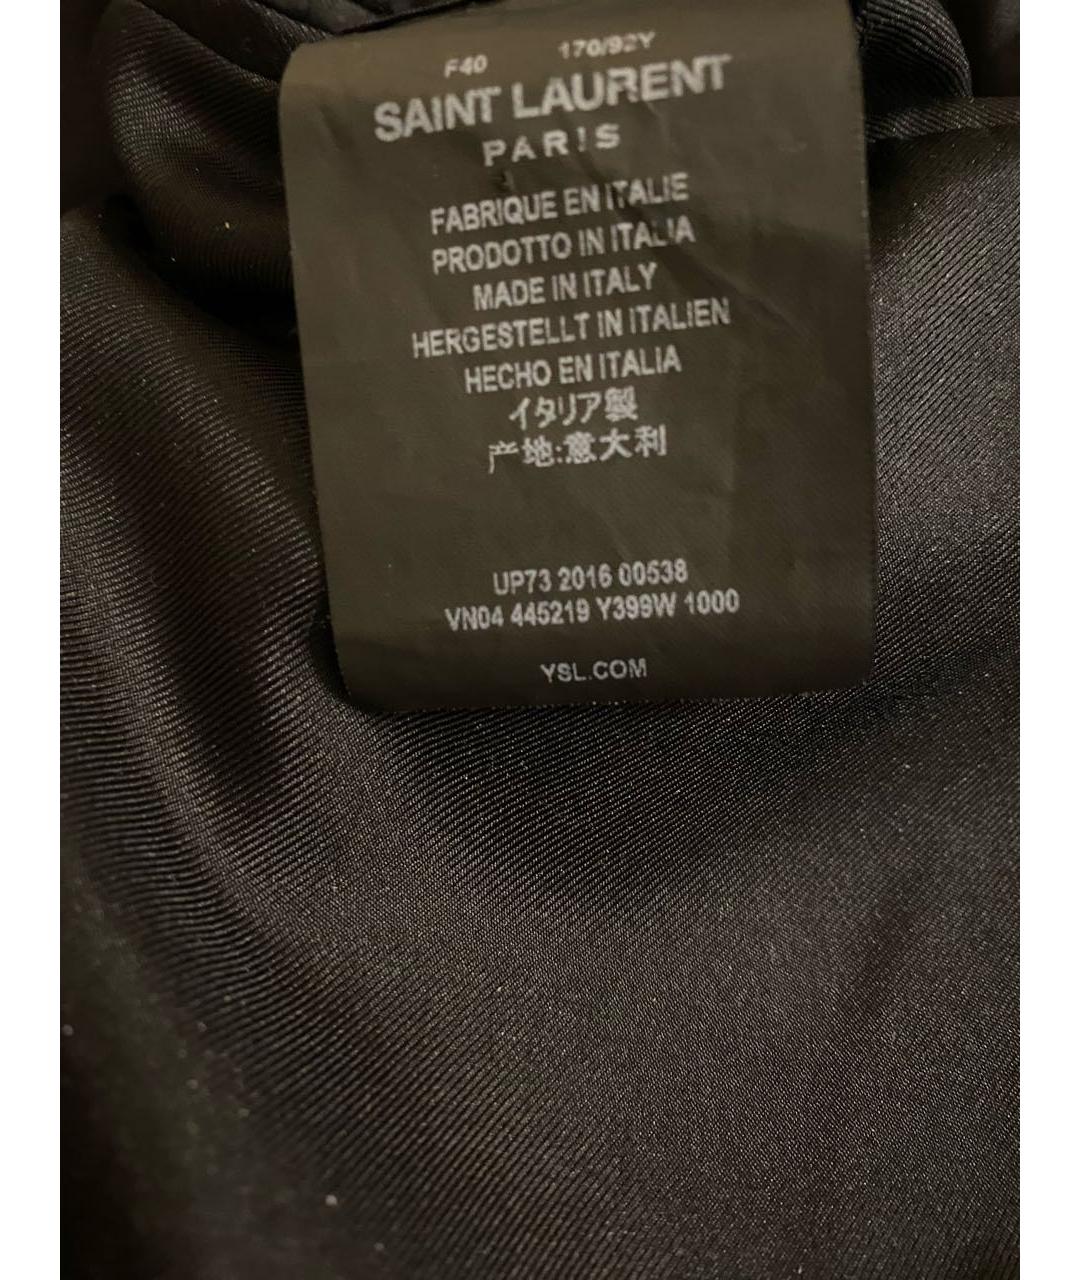 F40 170/92Y
SAINT LAURENT
PARIS
FABRIQUE EN ITALIE
PRODOTTO IN ITALIA
MADE IN ITALY
HERGESTELLT IN ITALIEN
HECHO EN ITALIA
イタリア製
产地:意大利
UP73 2016 00538
VN04 445219 Y399W 1000
YSL.COM